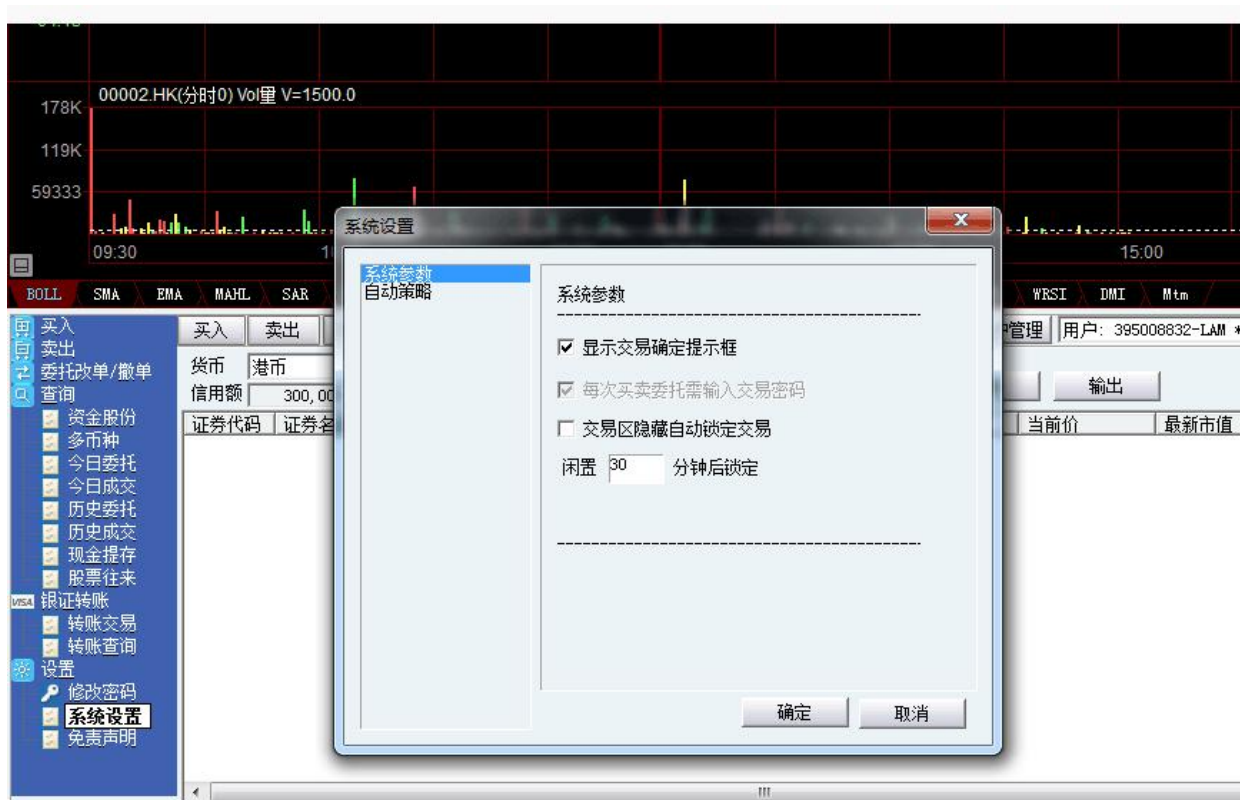 00002.HK(分时0) Vol量 V=1500.0
178K
119K
59333
09:30
15:00
BOLL SMA EMA MAHL SAR WRSI DMI Mtm
系统设置
系统参数
自动策略
系统参数
显示交易确定提示框
每次买卖委托需输入交易密码
交易区隐藏自动锁定交易
闲置 30 分钟后锁定
确定 取消
买入
卖出
委托改单/撤单
查询
资金股份
多币种
今日委托
今日成交
历史委托
历史成交
现金提存
股票往来
VISA 银证转账
转账交易
转账查询
设置
修改密码
系统设置
免责声明
买入 卖出 管理 用户: 395008832-LAM *
货币 港币
信用额 300,00 输出
证券代码 证券名 当前价 最新市值